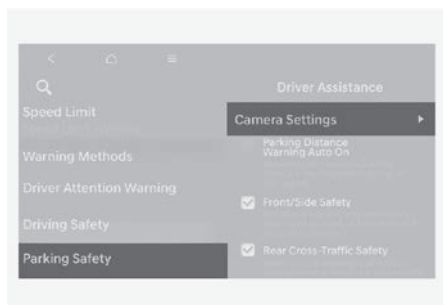 Driver Assistance
Speed Limit
Warning Methods
Driver Attention Warning
Driving Safety
Parking Safety
Camera Settings
Parking Distance
Warning Auto On
Front/Side Safety
Rear Cross-Traffic Safety